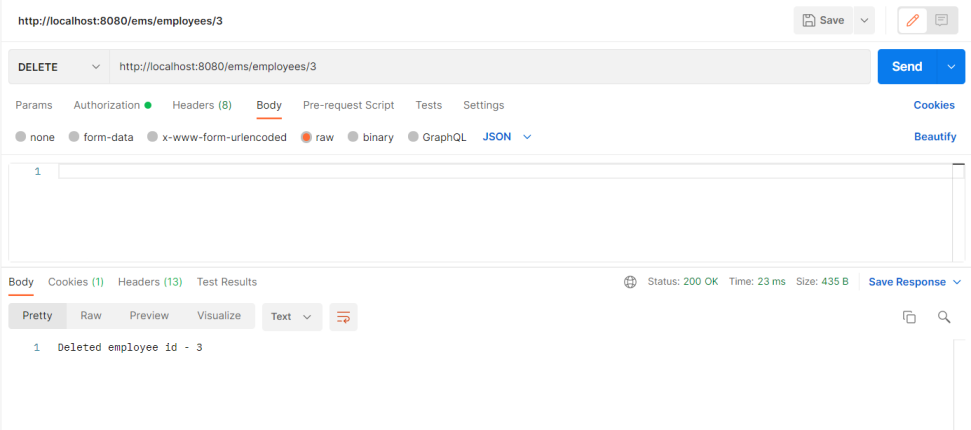 http://localhost:8080/ems/employees/3 Save
DELETE http://localhost:8080/ems/employees/3 Send
Params Authorization Headers (8) Body Pre-request Script Tests Settings Cookies
none form-data x-www-form-urlencoded raw binary GraphQL JSON Beautify
1
Body Cookies (1) Headers (13) Test Results Status: 200 OK Time: 23 ms Size: 435 B Save Response
Pretty Raw Preview Visualize Text
1 Deleted employee id - 3